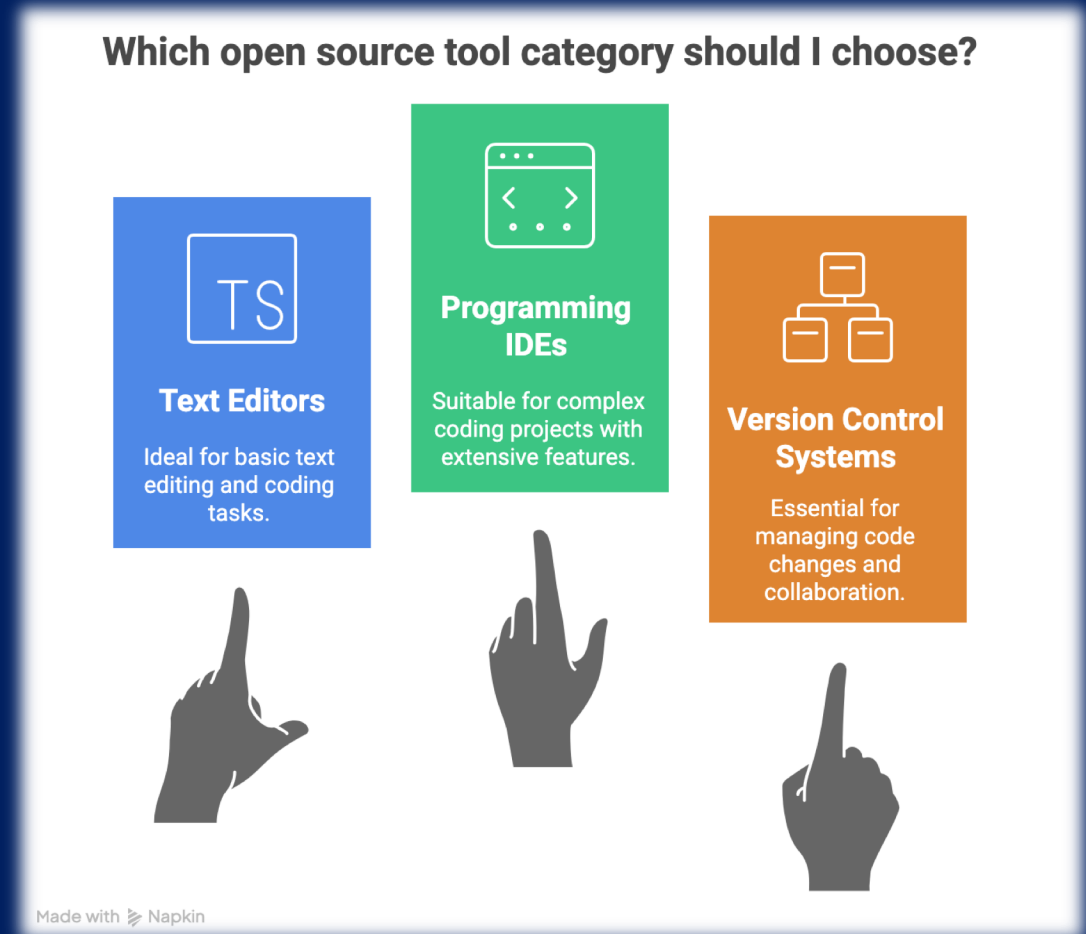 Which open source tool category should I choose?
TS
Text Editors
Ideal for basic text
editing and coding
tasks.
Programming
IDEs
Suitable for complex
coding projects with
extensive features.
Version Control
Systems
Essential for
managing code
changes and
collaboration.
Made with Napkin